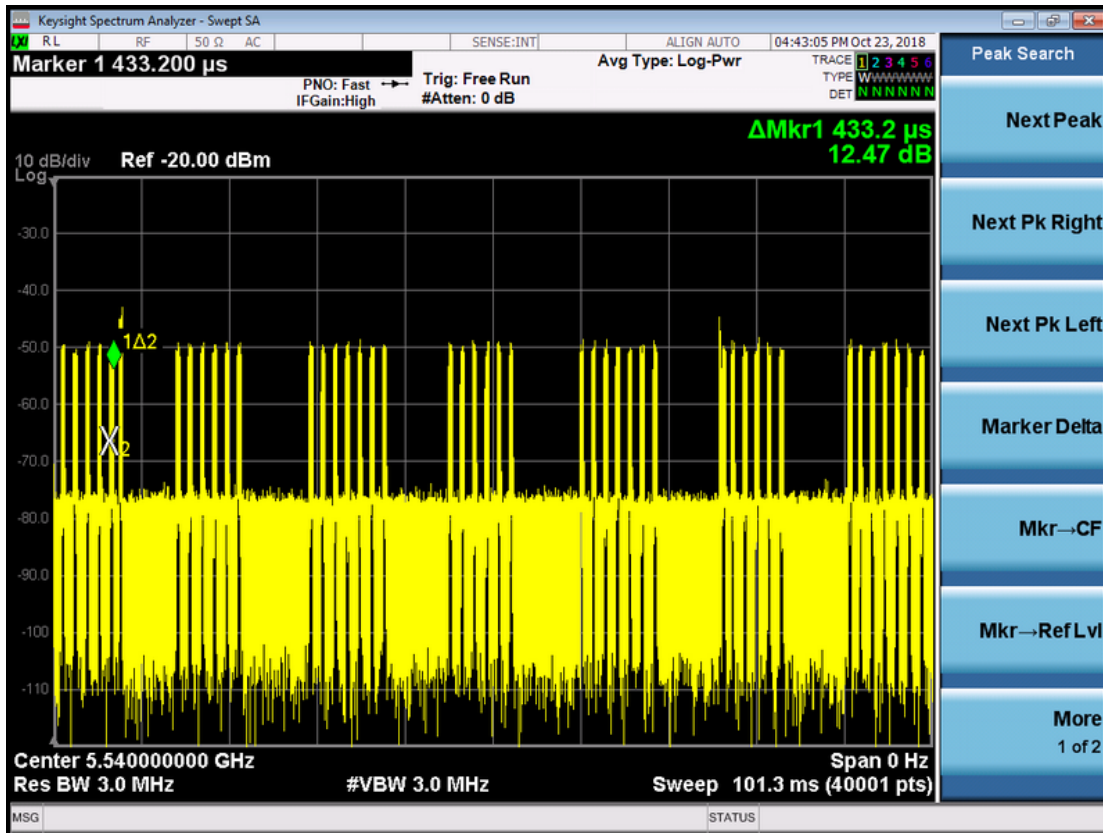 Keysight Spectrum Analyzer - Swept SA
LXI RL RF 50 Ω AC SENSE:INT ALIGN AUTO 04:43:05 PM Oct 23, 2018
Marker 1 433.200 µs
PNO: Fast
IFGain:High
Trig: Free Run
#Atten: 0 dB
Avg Type: Log-Pwr
TRACE 1 2 3 4 5 6
TYPE WWWWWW
DET N N N N N N
Peak Search
ΔMkr1 433.2 µs
12.47 dB
10 dB/div Ref -20.00 dBm
Log
-30.0
-40.0
-50.0
-60.0
-70.0
-80.0
-90.0
-100
-110
1Δ2
X2
Center 5.540000000 GHz Span 0 Hz
Res BW 3.0 MHz #VBW 3.0 MHz Sweep 101.3 ms (40001 pts)
MSG STATUS
Next Peak
Next Pk Right
Next Pk Left
Marker Delta
Mkr→CF
Mkr→Ref Lvl
More
1 of 2